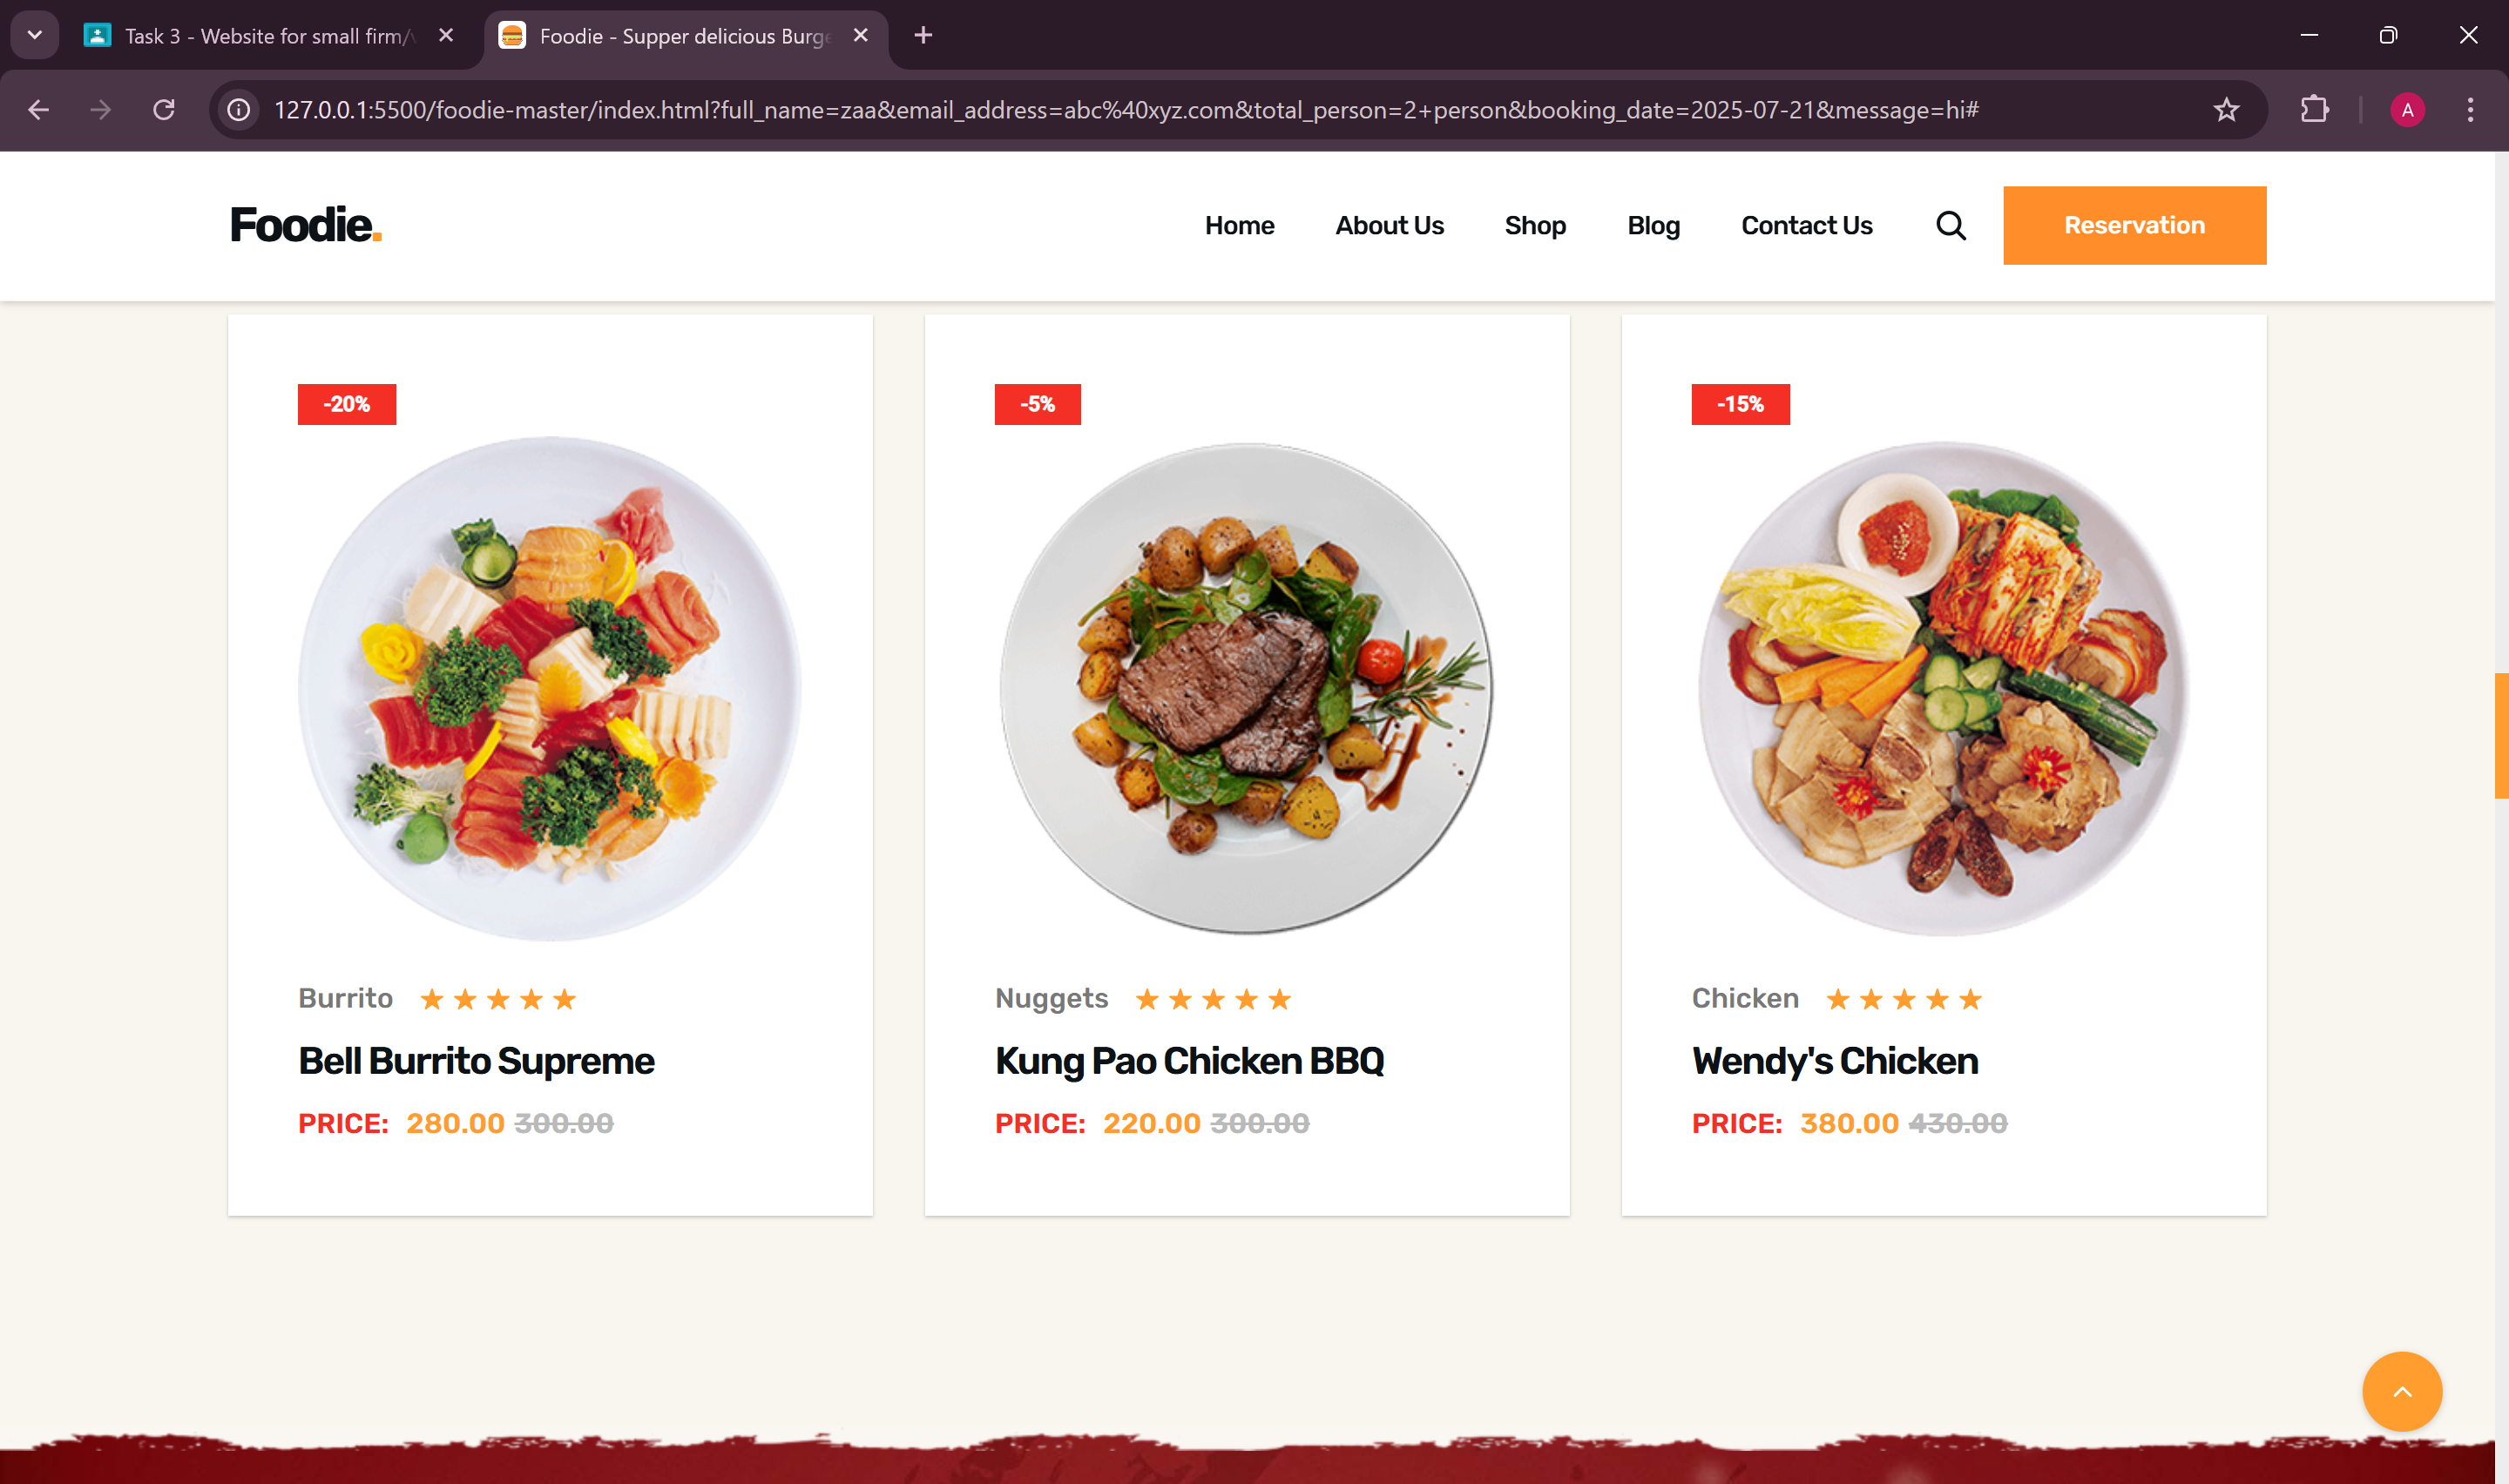 Task 3 - Website for small firm/
Foodie - Supper delicious Burge
127.0.0.1:5500/foodie-master/index.html?full_name=zaa&email_address=abc%40xyz.com&total_person=2+person&booking_date=2025-07-21&message=hi#
A
Foodie.
Home About Us Shop Blog Contact Us Reservation
-20% -5% -15%
Burrito Nuggets Chicken
Bell Burrito Supreme Kung Pao Chicken BBQ Wendy's Chicken
PRICE: 280.00 300.00 PRICE: 220.00 300.00 PRICE: 380.00 430.00